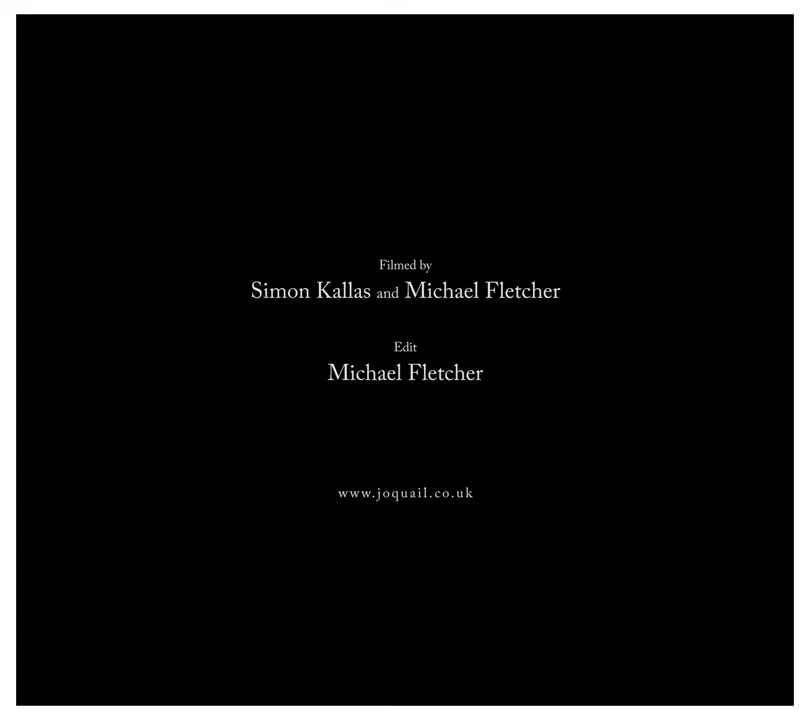 Filmed by
Simon Kallas and Michael Fletcher
Edit
Michael Fletcher
www.joquail.co.uk